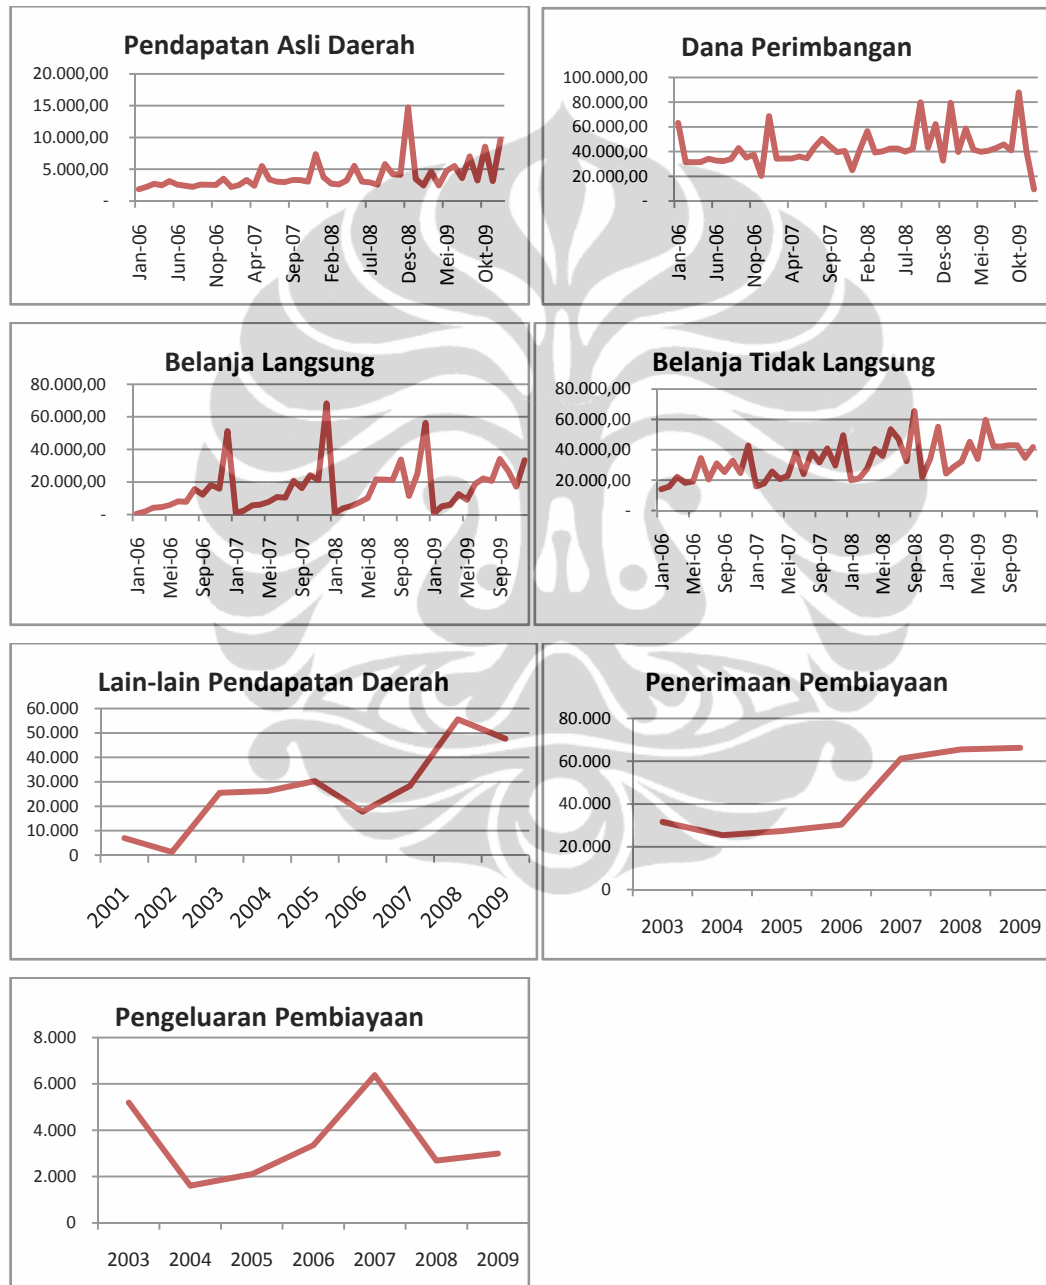 Pendapatan Asli Daerah
20.000,00
15.000,00
10.000,00
5.000,00
-
Jan-06
Jun-06
Nop-06
Apr-07
Sep-07
Feb-08
Jul-08
Des-08
Mei-09
Okt-09
Dana Perimbangan
100.000,00
80.000,00
60.000,00
40.000,00
20.000,00
-
Jan-06
Jun-06
Nop-06
Apr-07
Sep-07
Feb-08
Jul-08
Des-08
Mei-09
Okt-09
Belanja Langsung
80.000,00
60.000,00
40.000,00
20.000,00
-
Jan-06
Mei-06
Sep-06
Jan-07
Mei-07
Sep-07
Jan-08
Mei-08
Sep-08
Jan-09
Mei-09
Sep-09
Belanja Tidak Langsung
80.000,00
60.000,00
40.000,00
20.000,00
-
Jan-06
Mei-06
Sep-06
Jan-07
Mei-07
Sep-07
Jan-08
Mei-08
Sep-08
Jan-09
Mei-09
Sep-09
Lain-lain Pendapatan Daerah
60.000
50.000
40.000
30.000
20.000
10.000
0
2001
2002
2003
2004
2005
2006
2007
2008
2009
Penerimaan Pembiayaan
80.000
60.000
40.000
20.000
0
2003 2004 2005 2006 2007 2008 2009
Pengeluaran Pembiayaan
8.000
6.000
4.000
2.000
0
2003 2004 2005 2006 2007 2008 2009